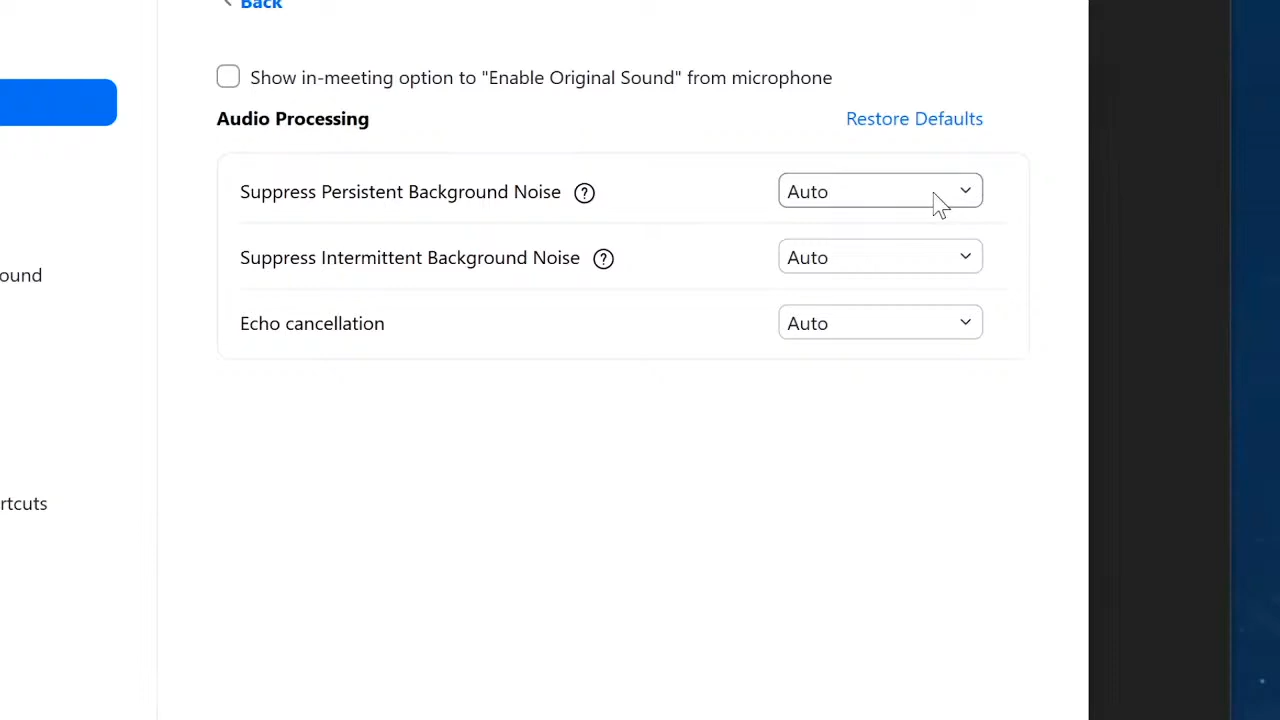 Back
Show in-meeting option to "Enable Original Sound" from microphone
Audio Processing
Restore Defaults
Suppress Persistent Background Noise ?
Auto
Suppress Intermittent Background Noise ?
Auto
ound
Echo cancellation
Auto
rtcuts